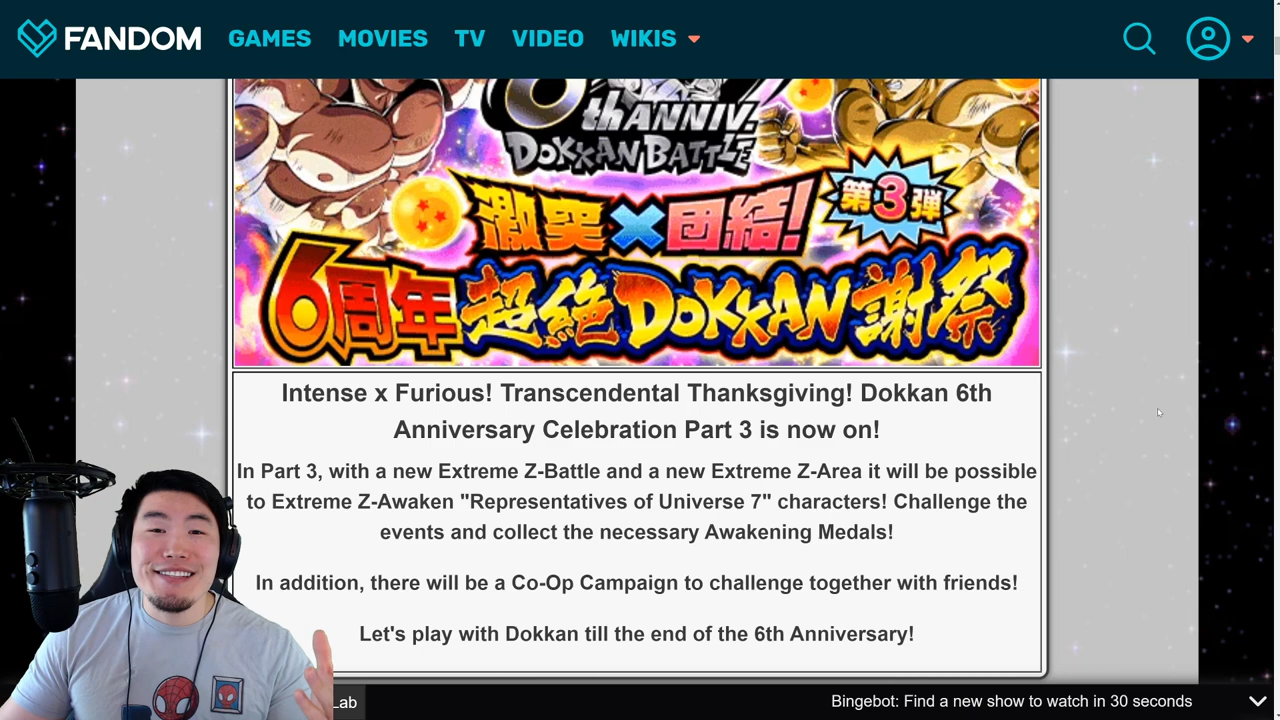 FANDOM GAMES MOVIES TV VIDEO WIKIS
thANNIV.
DOKKAN BATTLE
激突×団結!
第3弾
6周年超絶DOKKAN謝祭
Intense x Furious! Transcendental Thanksgiving! Dokkan 6th
Anniversary Celebration Part 3 is now on!
In Part 3, with a new Extreme Z-Battle and a new Extreme Z-Area it will be possible
to Extreme Z-Awaken "Representatives of Universe 7" characters! Challenge the
events and collect the necessary Awakening Medals!
In addition, there will be a Co-Op Campaign to challenge together with friends!
Let's play with Dokkan till the end of the 6th Anniversary!
Lab
Bingebot: Find a new show to watch in 30 seconds